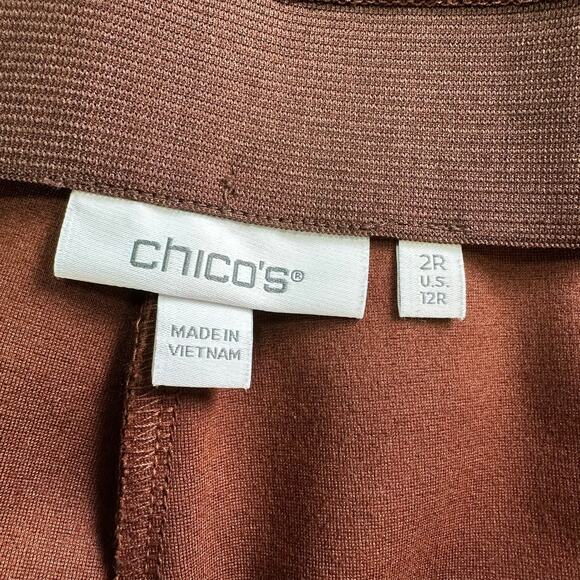 chico's®
MADE IN
VIETNAM
2R
U.S.
12R